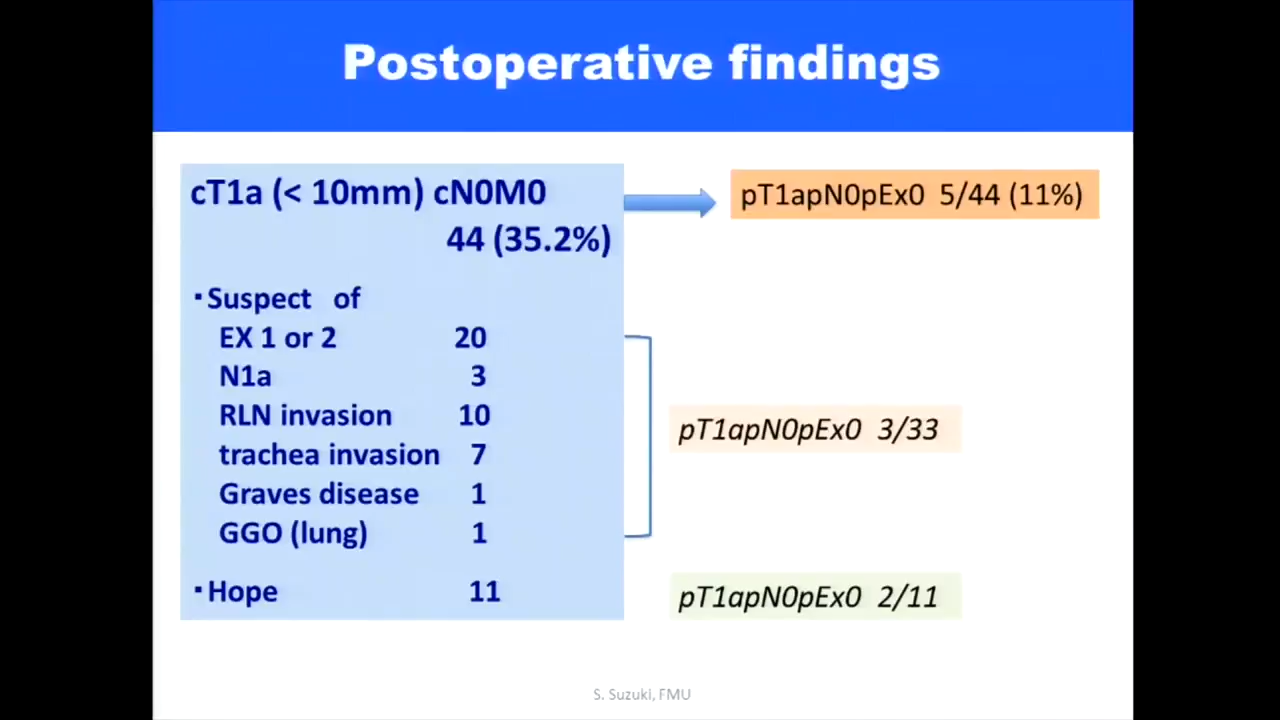 Postoperative findings
cT1a (< 10mm) cN0M0
44 (35.2%)
pT1apN0pEx0 5/44 (11%)
・Suspect of
EX 1 or 2 20
N1a 3
RLN invasion 10
trachea invasion 7
Graves disease 1
GGO (lung) 1
pT1apN0pEx0 3/33
・Hope 11
pT1apN0pEx0 2/11
S. Suzuki, FMU